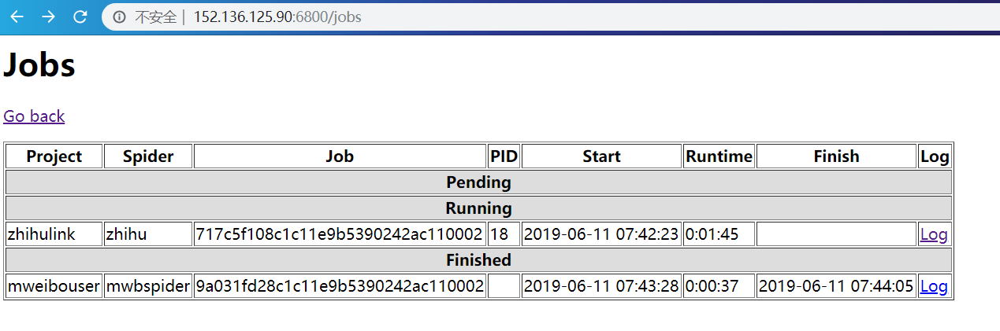 不安全 | 152.136.125.90:6800/jobs
Jobs
Go back
Project Spider Job PID Start Runtime Finish Log
Pending
Running
zhihulink zhihu 717c5f108c1c11e9b5390242ac110002 18 2019-06-11 07:42:23 0:01:45 Log
Finished
mweibouser mwbspider 9a031fd28c1c11e9b5390242ac110002 2019-06-11 07:43:28 0:00:37 2019-06-11 07:44:05 Log